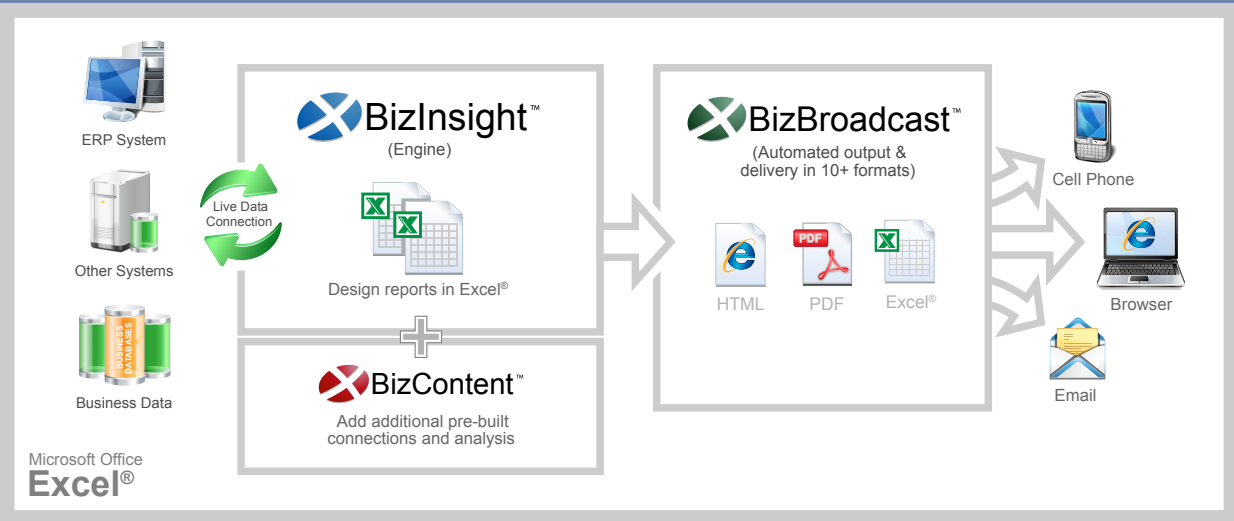 ERP System
Other Systems
BUSINESS
DATABASES
Business Data
Microsoft Office
Excel®
Live Data
Connection
BizInsight™
(Engine)
X
X
Design reports in Excel®
BizContent™
Add additional pre-built
connections and analysis
BizBroadcast™
(Automated output &
delivery in 10+ formats)
HTML
PDF
PDF
X
Excel®
Cell Phone
Browser
Email